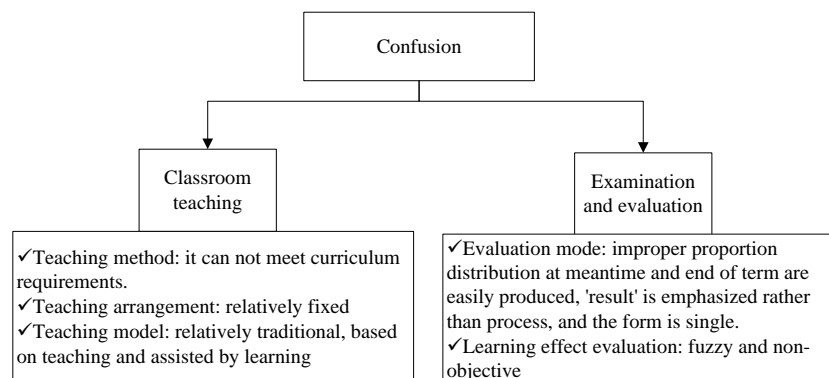 Confusion
Classroom
teaching
✓Teaching method: it can not meet curriculum
requirements.
✓Teaching arrangement: relatively fixed
✓Teaching model: relatively traditional, based
on teaching and assisted by learning
Examination
and evaluation
✓Evaluation mode: improper proportion
distribution at meantime and end of term are
easily produced, 'result' is emphasized rather
than process, and the form is single.
✓Learning effect evaluation: fuzzy and non-
objective